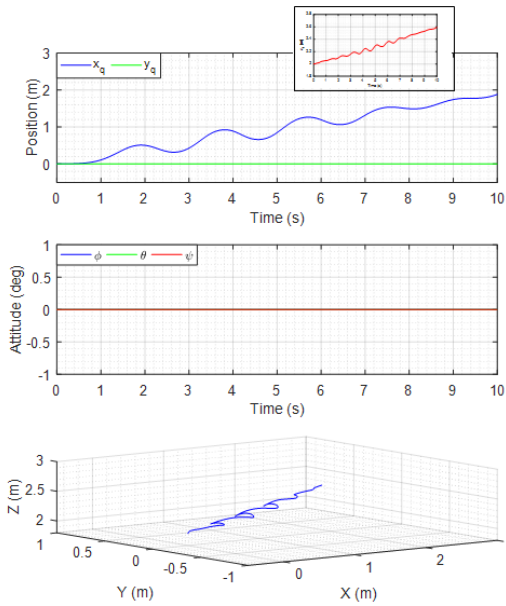 3
2
1
0
Position (m)
x_q y_q
0 1 2 3 4 5 6 7 8 9 10
Time (s)
1
0.5
0
-0.5
-1
Attitude (deg)
ϕ θ ψ
0 1 2 3 4 5 6 7 8 9 10
Time (s)
3
2.5
2
Z (m)
1 0.5 0 -0.5 -1
Y (m)
0 1 2
X (m)